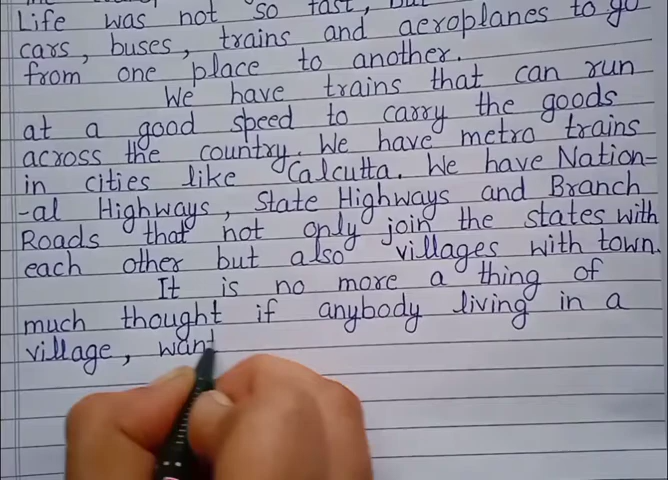 Life was not so fast, but
cars, buses, trains and aeroplanes to go
from one place to another.
We have trains that can run
at a good speed to carry the goods
across the country. We have metro trains
in cities like Calcutta. We have Nation=
-al Highways, State Highways and Branch
Roads that not only join the states with
each other but also villages with town.
It is no more a thing of
much thought if anybody living in a
village, want